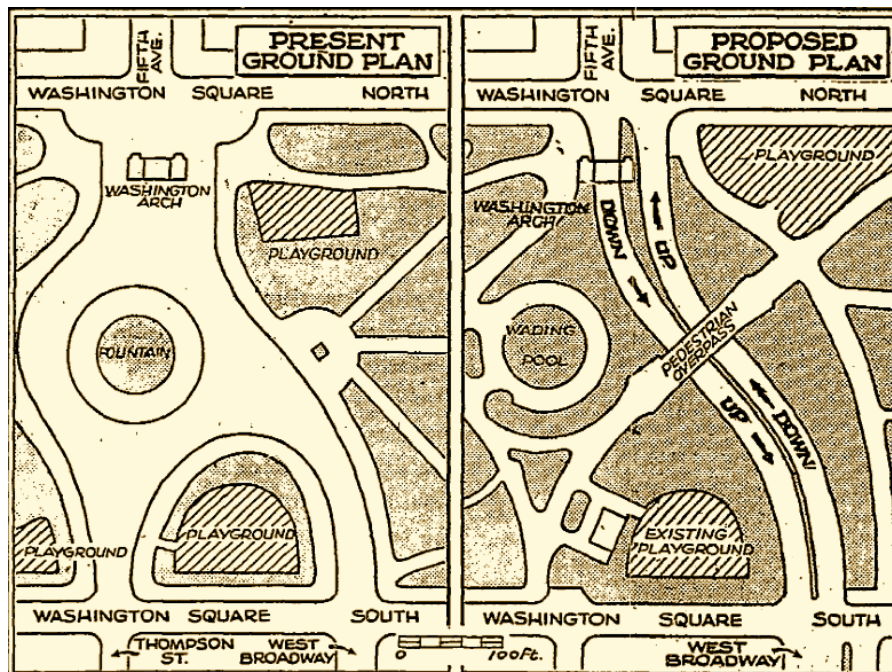 FIFTH AVE.
PRESENT
GROUND PLAN
WASHINGTON SQUARE NORTH
WASHINGTON
ARCH
PLAYGROUND
FOUNTAIN
PLAYGROUND
PLAYGROUND
WASHINGTON SQUARE SOUTH
THOMPSON
ST.
WEST
BROADWAY
FIFTH AVE.
PROPOSED
GROUND PLAN
WASHINGTON SQUARE NORTH
PLAYGROUND
WASHINGTON
ARCH
DOWN
UP
WADING
POOL
PEDESTRIAN
OVERPASS
UP
DOWN
EXISTING
PLAYGROUND
WASHINGTON SQUARE SOUTH
0 100Ft.
WEST
BROADWAY